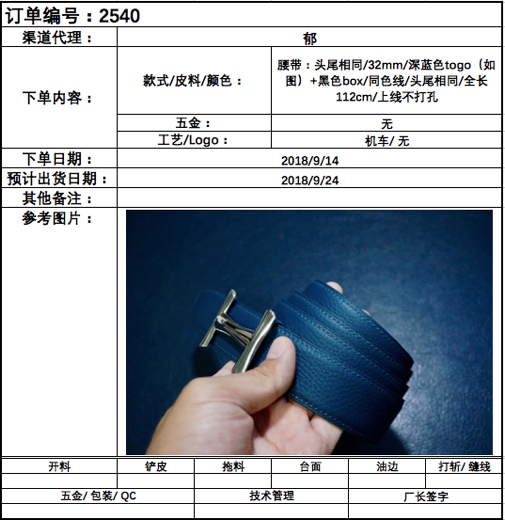 订单编号：2540
渠道代理：
郁
下单内容：
款式/皮料/颜色：
腰带：头尾相同/32mm/深蓝色togo（如
图）+黑色box/同色线/头尾相同/全长
112cm/上线不打孔
五金：
无
工艺/Logo：
机车/ 无
下单日期：
2018/9/14
预计出货日期：
2018/9/24
其他备注：
参考图片：
开料
铲皮
拖料
台面
油边
打斩/ 缝线
五金/ 包装/ QC
技术管理
厂长签字